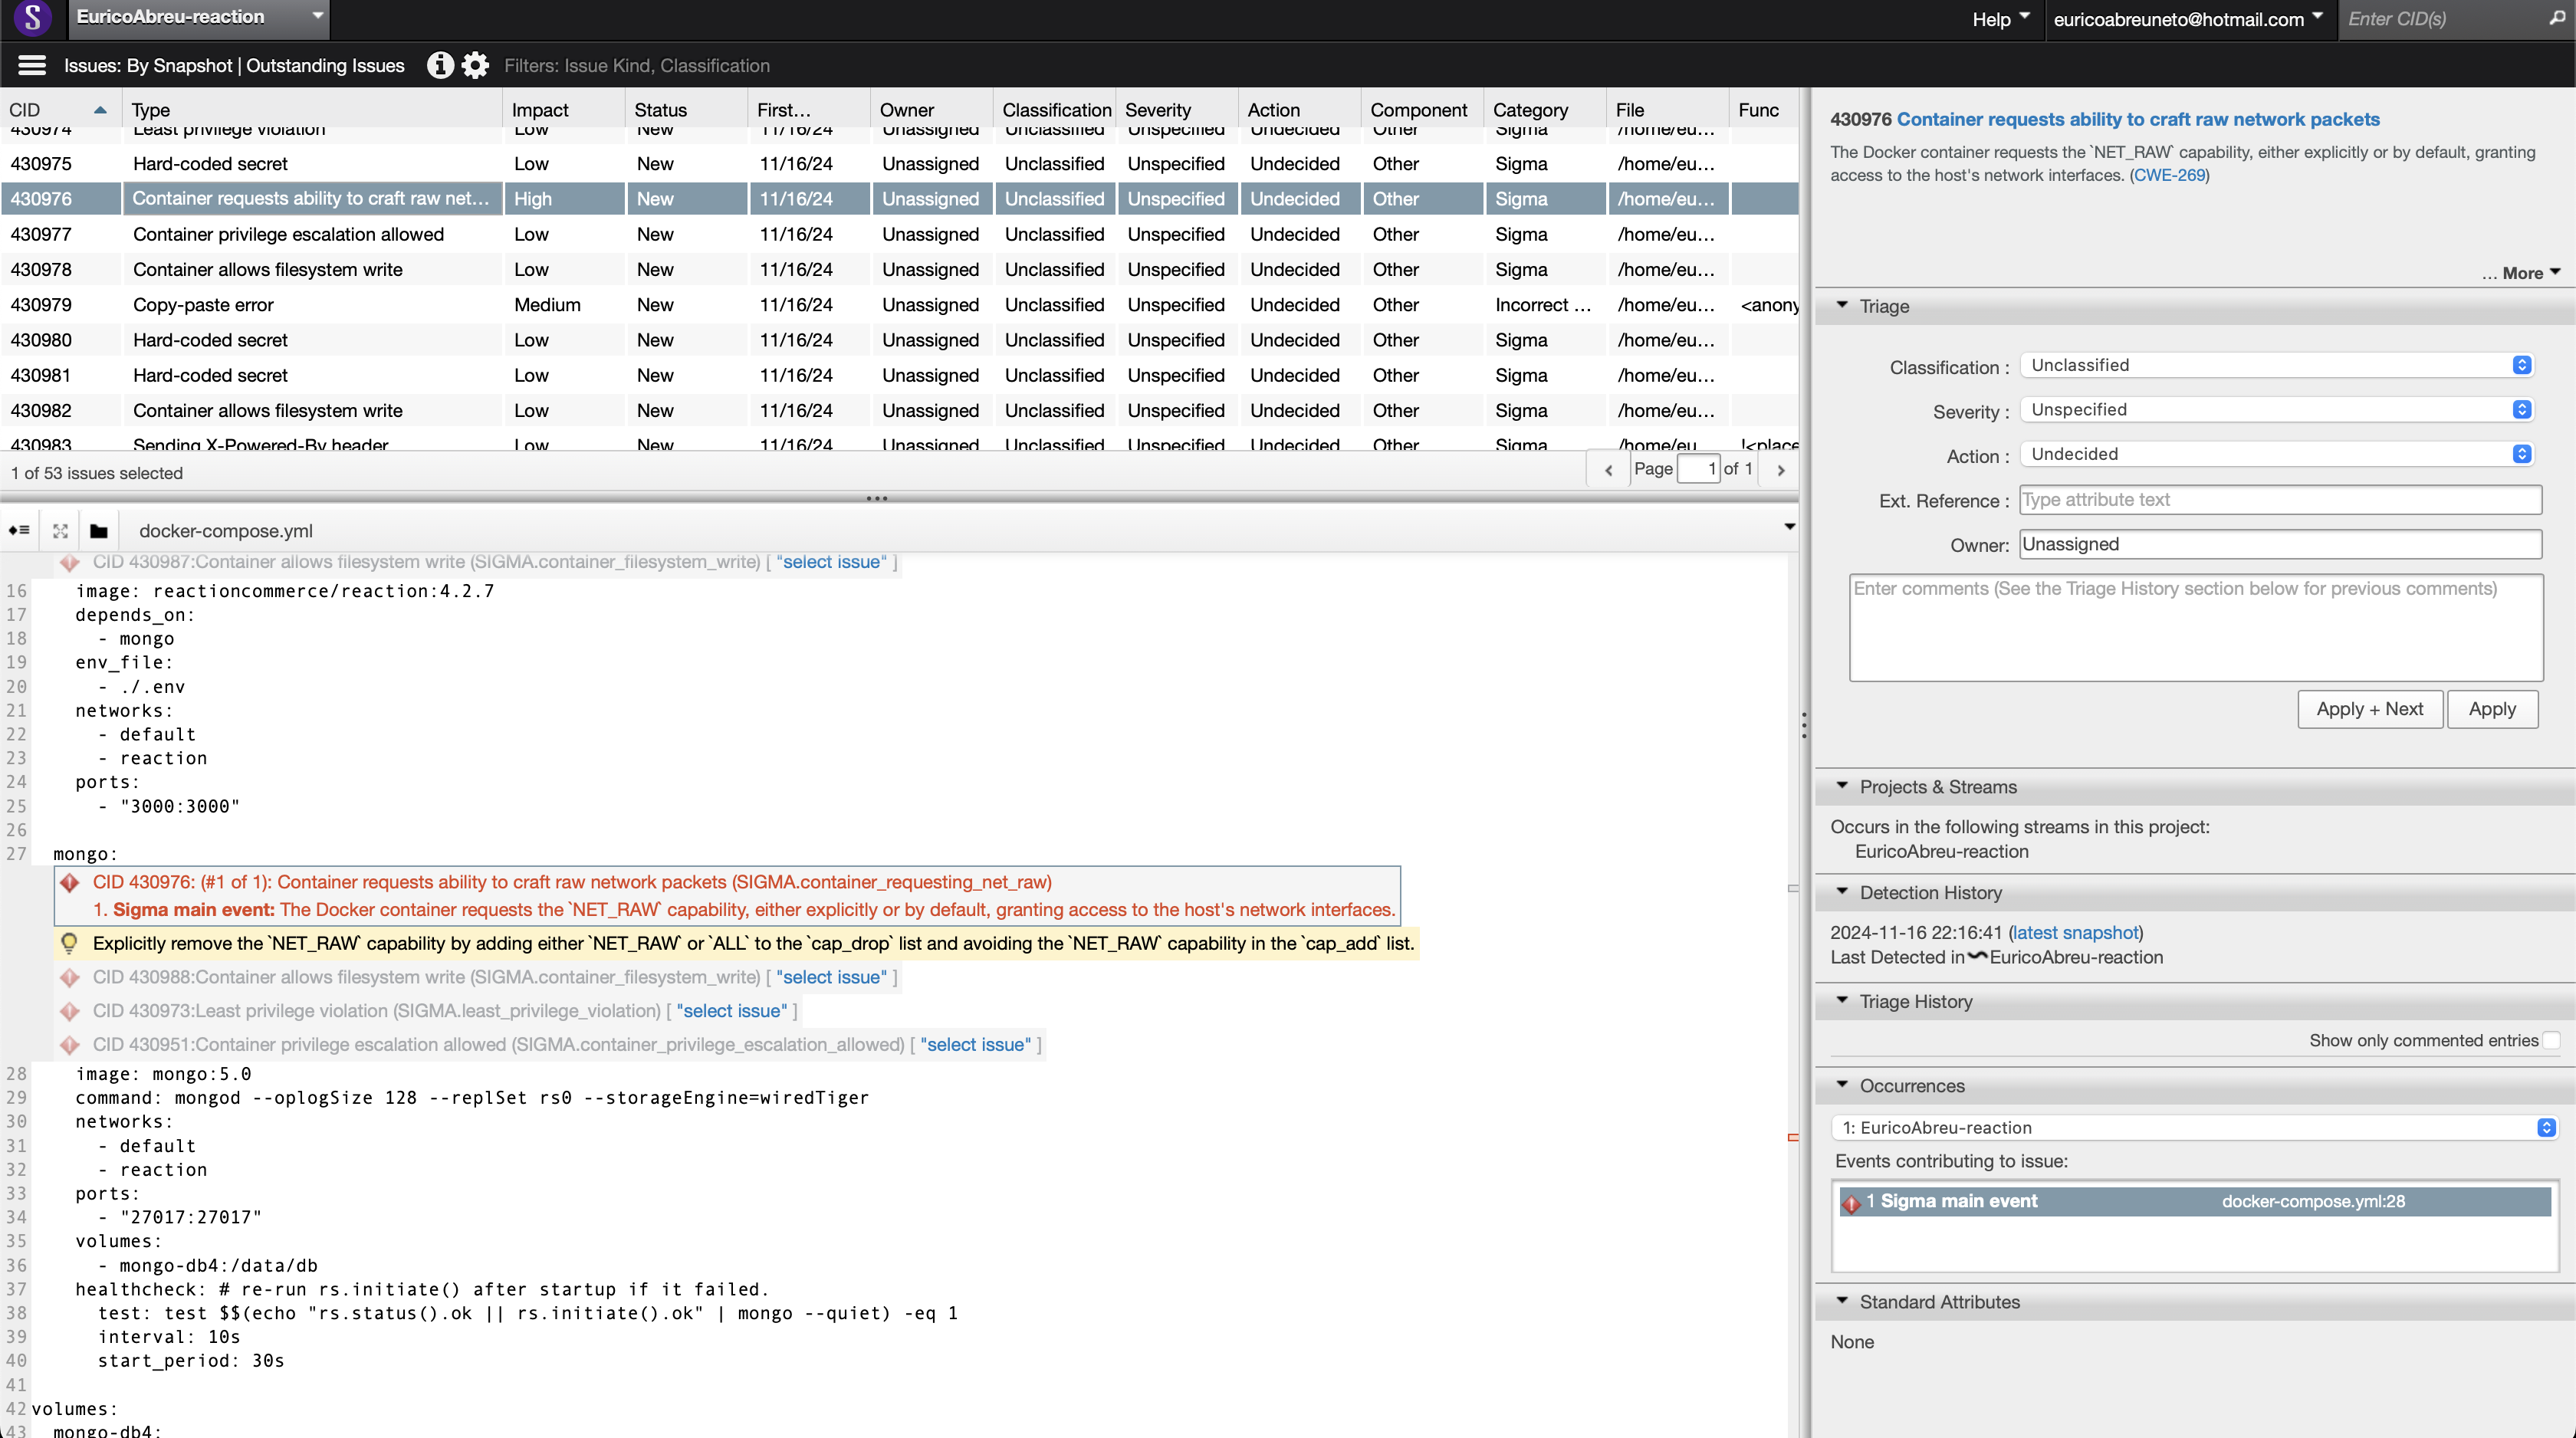 S EuricoAbreu-reaction Help euricoabreuneto@hotmail.com Enter CID(s)
Issues: By Snapshot | Outstanding Issues Filters: Issue Kind, Classification
CID Type Impact Status First... Owner Classification Severity Action Component Category File Func
430974 Least privilege violation Low New 11/16/24 Unassigned Unclassified Unspecified Undecided Other Sigma /home/eu...
430975 Hard-coded secret Low New 11/16/24 Unassigned Unclassified Unspecified Undecided Other Sigma /home/eu...
430976 Container requests ability to craft raw net... High New 11/16/24 Unassigned Unclassified Unspecified Undecided Other Sigma /home/eu...
430977 Container privilege escalation allowed Low New 11/16/24 Unassigned Unclassified Unspecified Undecided Other Sigma /home/eu...
430978 Container allows filesystem write Low New 11/16/24 Unassigned Unclassified Unspecified Undecided Other Sigma /home/eu...
430979 Copy-paste error Medium New 11/16/24 Unassigned Unclassified Unspecified Undecided Other Incorrect ... /home/eu... <anony
430980 Hard-coded secret Low New 11/16/24 Unassigned Unclassified Unspecified Undecided Other Sigma /home/eu...
430981 Hard-coded secret Low New 11/16/24 Unassigned Unclassified Unspecified Undecided Other Sigma /home/eu...
430982 Container allows filesystem write Low New 11/16/24 Unassigned Unclassified Unspecified Undecided Other Sigma /home/eu...
430983 Sending X-Powered-By header Low New 11/16/24 Unassigned Unclassified Unspecified Undecided Other Sigma /home/eu... !<place
1 of 53 issues selected Page 1 of 1
docker-compose.yml
CID 430987:Container allows filesystem write (SIGMA.container_filesystem_write) [ "select issue" ]
16 image: reactioncommerce/reaction:4.2.7
17 depends_on:
18 - mongo
19 env_file:
20 - ./.env
21 networks:
22 - default
23 - reaction
24 ports:
25 - "3000:3000"
26
27 mongo:
CID 430976: (#1 of 1): Container requests ability to craft raw network packets (SIGMA.container_requesting_net_raw)
1. Sigma main event: The Docker container requests the `NET_RAW` capability, either explicitly or by default, granting access to the host's network interfaces.
Explicitly remove the `NET_RAW` capability by adding either `NET_RAW` or `ALL` to the `cap_drop` list and avoiding the `NET_RAW` capability in the `cap_add` list.
CID 430988:Container allows filesystem write (SIGMA.container_filesystem_write) [ "select issue" ]
CID 430973:Least privilege violation (SIGMA.least_privilege_violation) [ "select issue" ]
CID 430951:Container privilege escalation allowed (SIGMA.container_privilege_escalation_allowed) [ "select issue" ]
28 image: mongo:5.0
29 command: mongod --oplogSize 128 --replSet rs0 --storageEngine=wiredTiger
30 networks:
31 - default
32 - reaction
33 ports:
34 - "27017:27017"
35 volumes:
36 - mongo-db4:/data/db
37 healthcheck: # re-run rs.initiate() after startup if it failed.
38 test: test $$(echo "rs.status().ok || rs.initiate().ok" | mongo --quiet) -eq 1
39 interval: 10s
40 start_period: 30s
41
42 volumes:
43 mongo-db4:
430976 Container requests ability to craft raw network packets
The Docker container requests the `NET_RAW` capability, either explicitly or by default, granting
access to the host's network interfaces. (CWE-269)
... More
Triage
Classification : Unclassified
Severity : Unspecified
Action : Undecided
Ext. Reference : Type attribute text
Owner: Unassigned
Enter comments (See the Triage History section below for previous comments)
Apply + Next Apply
Projects & Streams
Occurs in the following streams in this project:
EuricoAbreu-reaction
Detection History
2024-11-16 22:16:41 (latest snapshot)
Last Detected in EuricoAbreu-reaction
Triage History
Show only commented entries
Occurrences
1: EuricoAbreu-reaction
Events contributing to issue:
1 Sigma main event docker-compose.yml:28
Standard Attributes
None